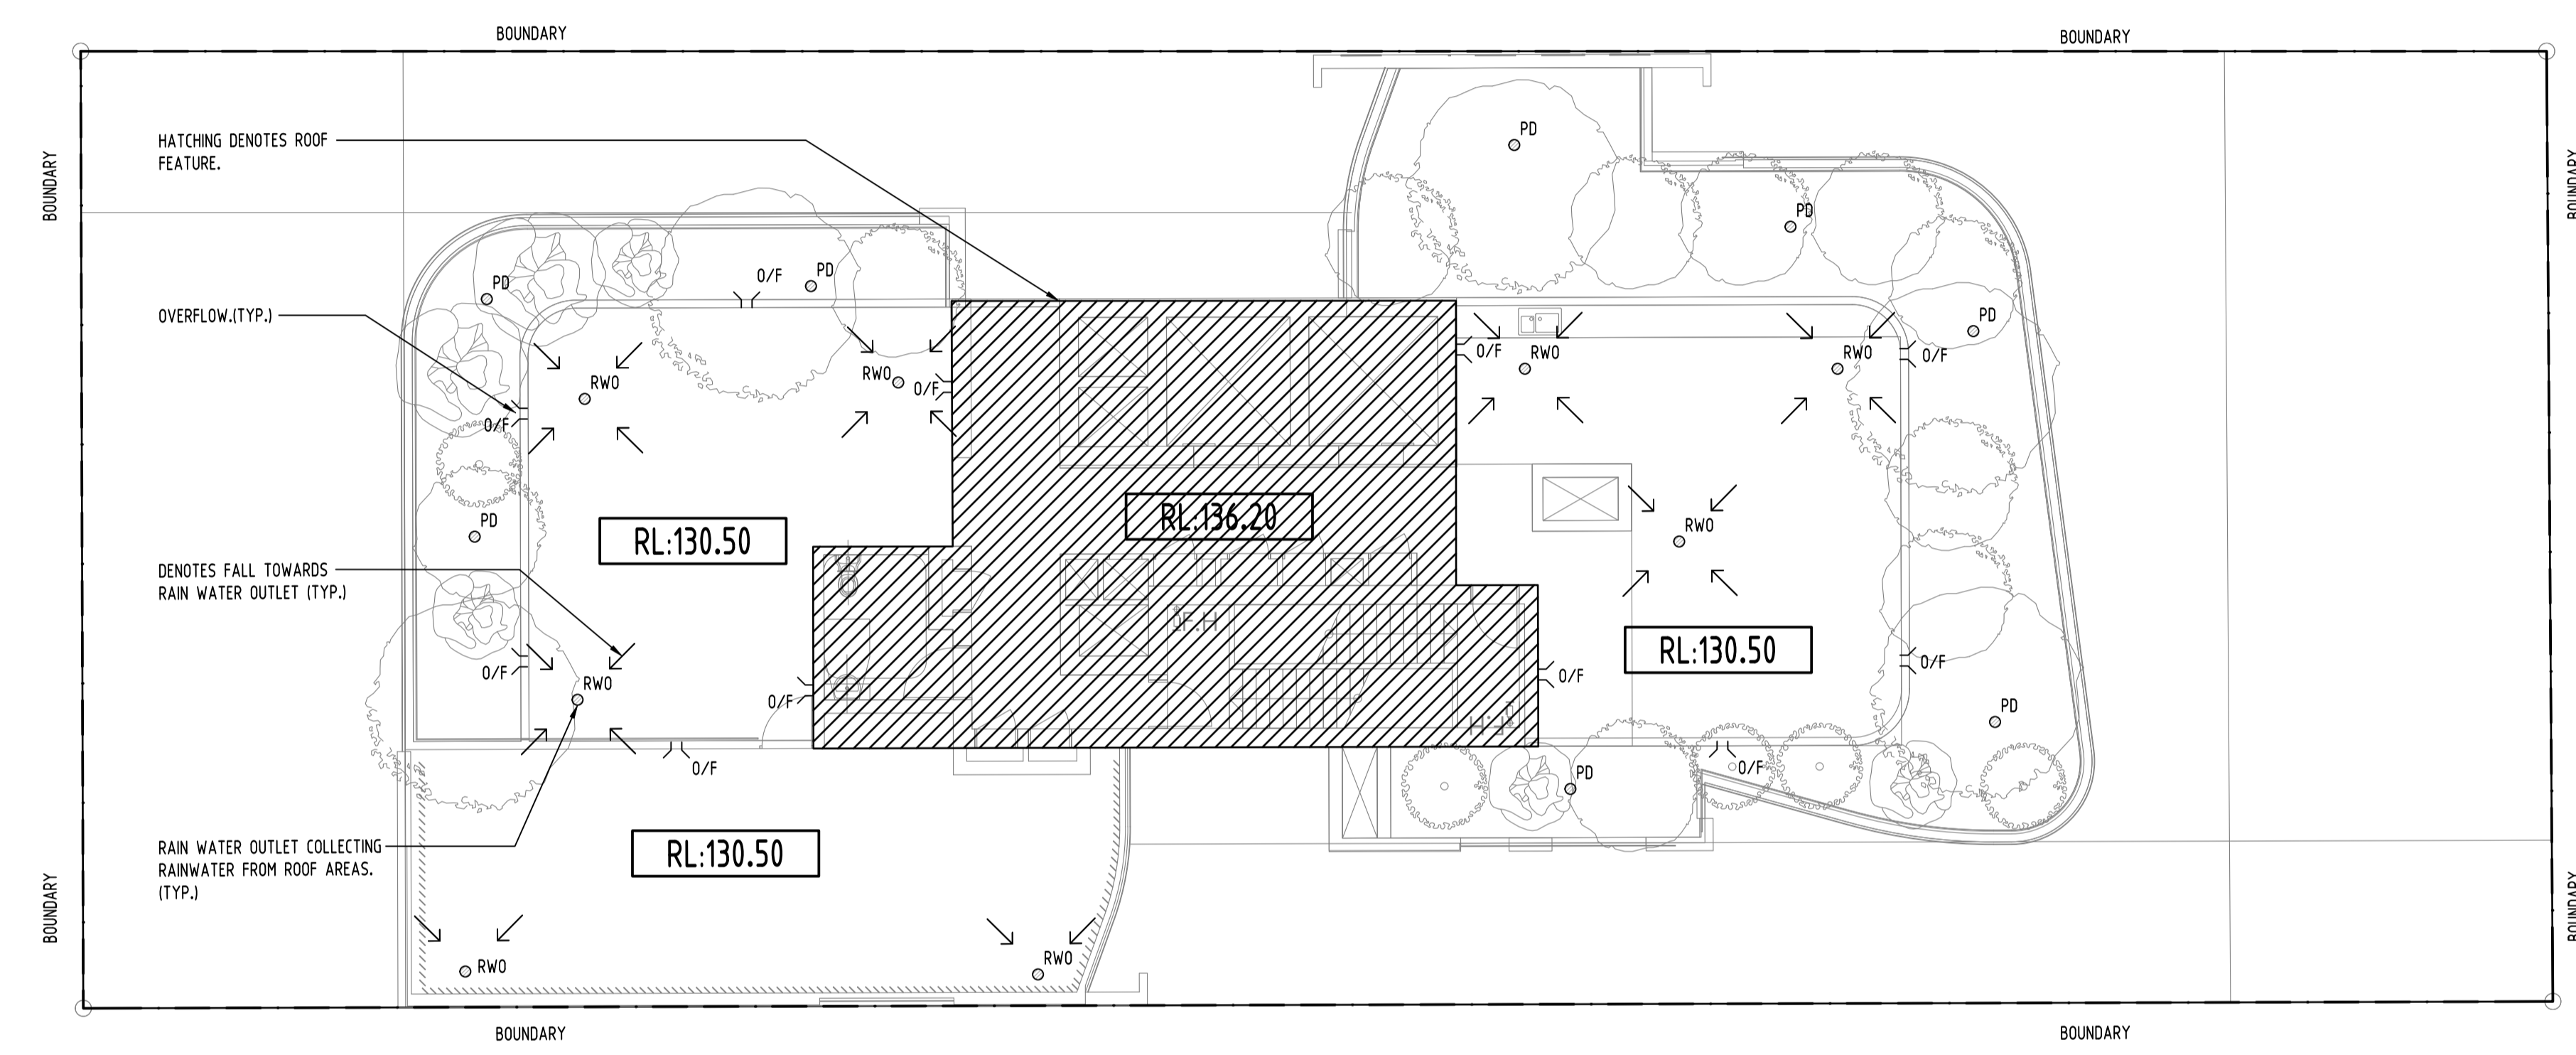 BOUNDARY
BOUNDARY
HATCHING DENOTES ROOF
FEATURE.
PD
BOUNDARY
BOUNDARY
PD
PD
O/F
PD
OVERFLOW.(TYP.)
PD
RWO
O/F
RWO
RWO
O/F
RWO
O/F
O/F
RL:136.20
PD
RWO
RL:130.50
DENOTES FALL TOWARDS
RAIN WATER OUTLET (TYP.)
F.H
RL:130.50
O/F
O/F
O/F
RWO
O/F
PD
F.H
O/F
PD
O/F
RAIN WATER OUTLET COLLECTING
RAINWATER FROM ROOF AREAS.
(TYP.)
RL:130.50
BOUNDARY
BOUNDARY
RWO
RWO
BOUNDARY
BOUNDARY